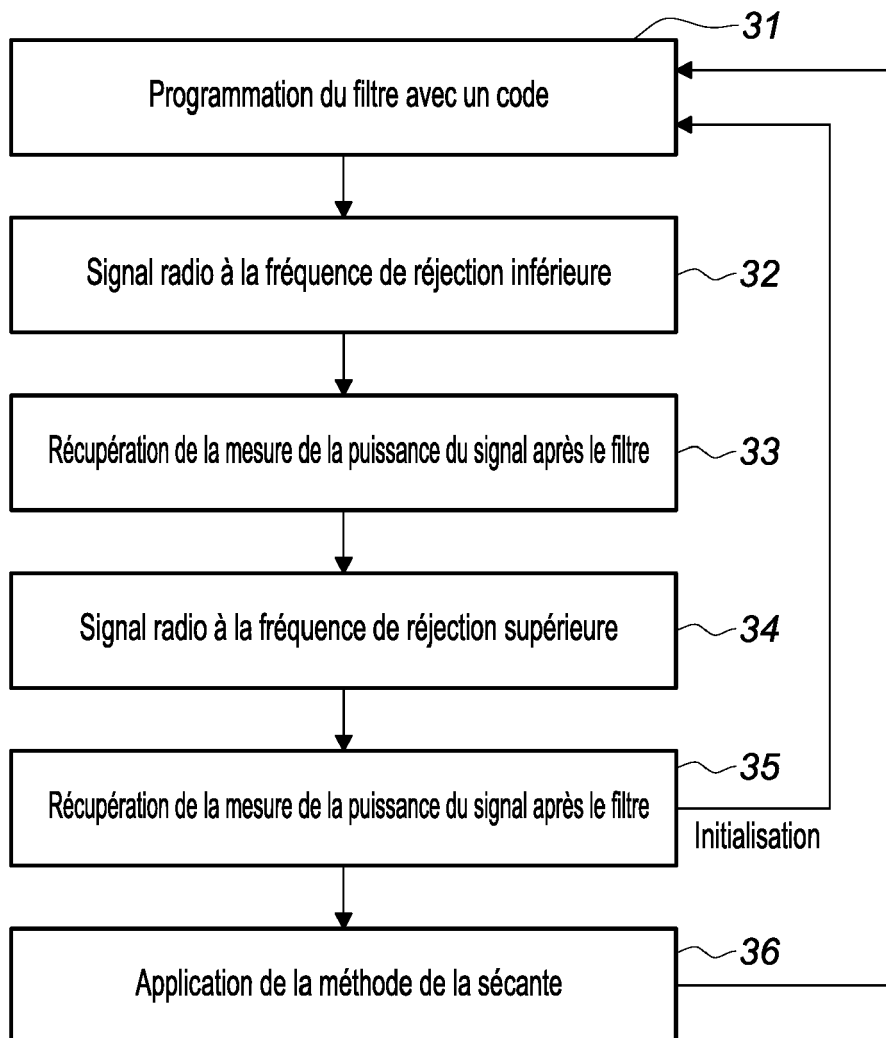 31
Programmation du filtre avec un code
Signal radio à la fréquence de réjection inférieure
32
Récupération de la mesure de la puissance du signal après le filtre
33
Signal radio à la fréquence de réjection supérieure
34
35
Récupération de la mesure de la puissance du signal après le filtre
Initialisation
36
Application de la méthode de la sécante